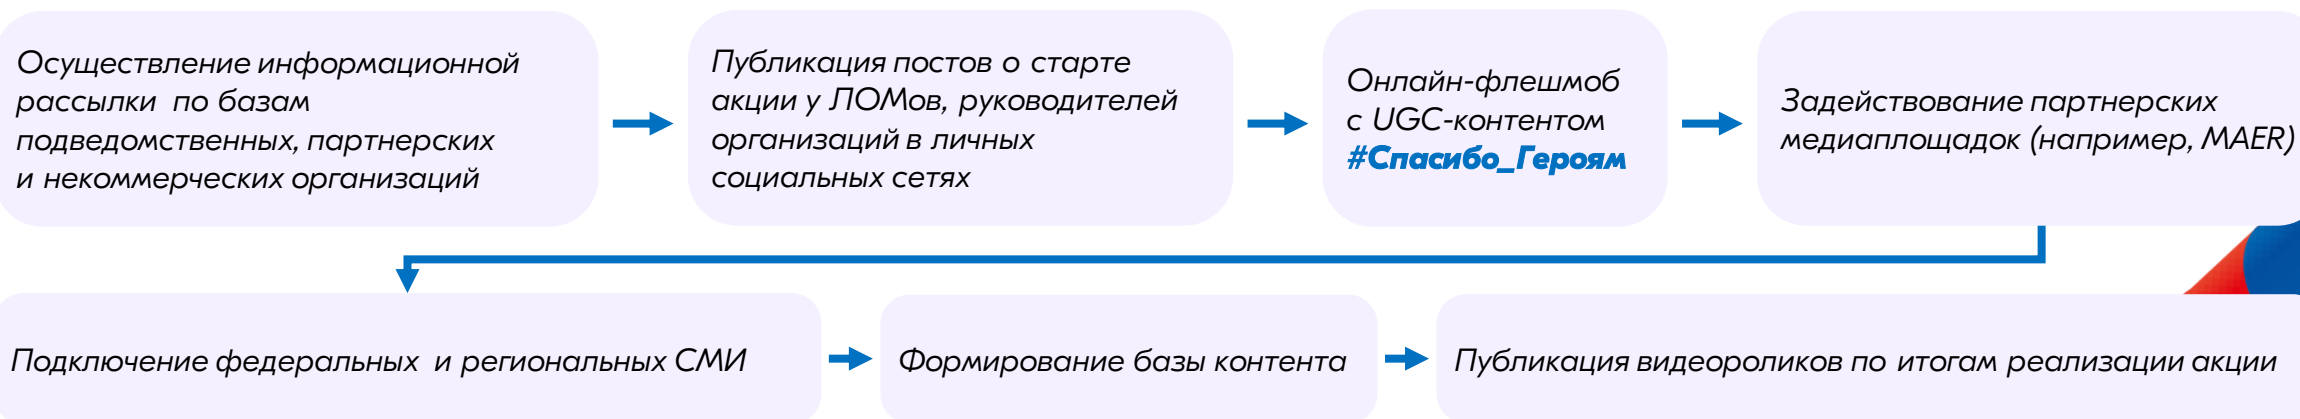 Осуществление информационной
рассылки по базам
подведомственных, партнерских
и некоммерческих организаций
Публикация постов о старте
акции у ЛОМов, руководителей
организаций в личных
социальных сетях
Онлайн-флешмоб
с UGC-контентом
#Спасибо_Героям
Задействование партнерских
медиаплощадок (например, MAER)
Подключение федеральных и региональных СМИ
Формирование базы контента
Публикация видеороликов по итогам реализации акции